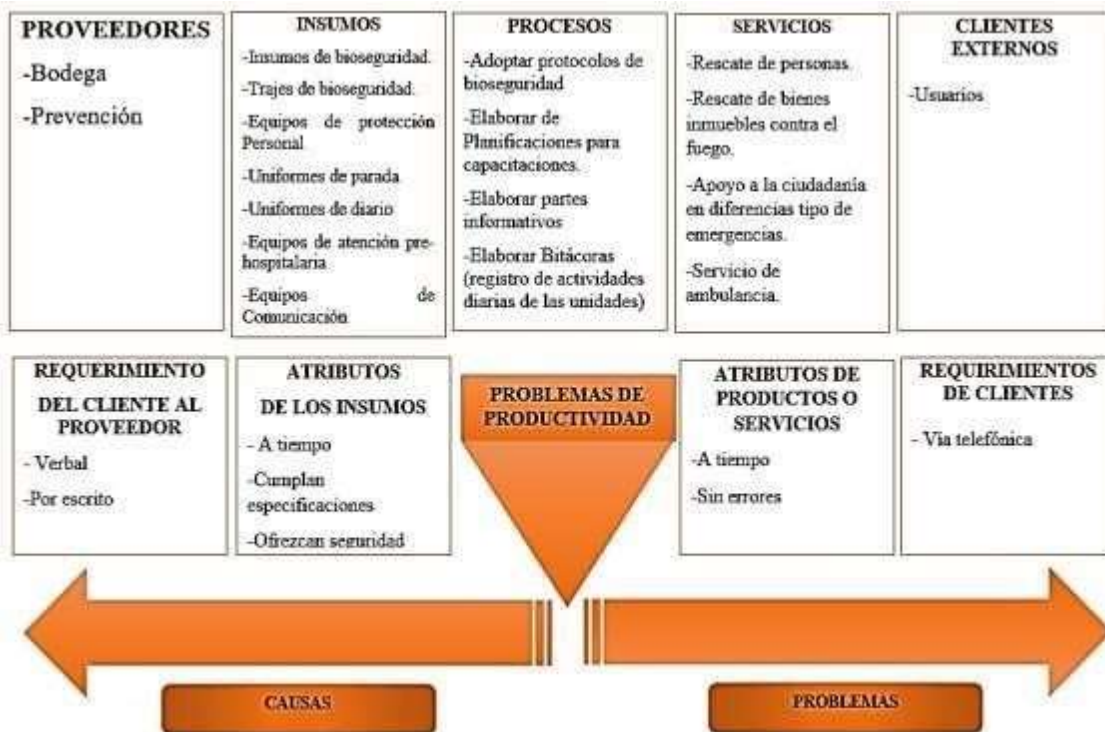 PROVEEDORES
-Bodega
-Prevención
INSUMOS
-Insumos de bioseguridad.
-Trajes de bioseguridad.
-Equipos de protección
Personal
-Uniformes de parada
-Uniformes de diario
-Equipos de atención pre-
hospitalaria
-Equipos de
Comunicación
PROCESOS
-Adoptar protocolos de
bioseguridad
-Elaborar de
Planificaciones para
capacitaciones.
-Elaborar partes
informativos
-Elaborar Bitácoras
(registro de actividades
diarias de las unidades)
SERVICIOS
-Rescate de personas.
-Rescate de bienes
inmuebles contra el
fuego.
-Apoyo a la ciudadanía
en diferencias tipo de
emergencias.
-Servicio de
ambulancia.
CLIENTES
EXTERNOS
-Usuarios
REQUERIMIENTO
DEL CLIENTE AL
PROVEEDOR
- Verbal
-Por escrito
ATRIBUTOS
DE LOS INSUMOS
- A tiempo
-Cumplan
especificaciones
-Ofrezcan seguridad
PROBLEMAS DE
PRODUCTIVIDAD
ATRIBUTOS DE
PRODUCTOS O
SERVICIOS
-A tiempo
-Sin errores
REQUIRIMIENTOS
DE CLIENTES
- Via telefónica
CAUSAS
PROBLEMAS